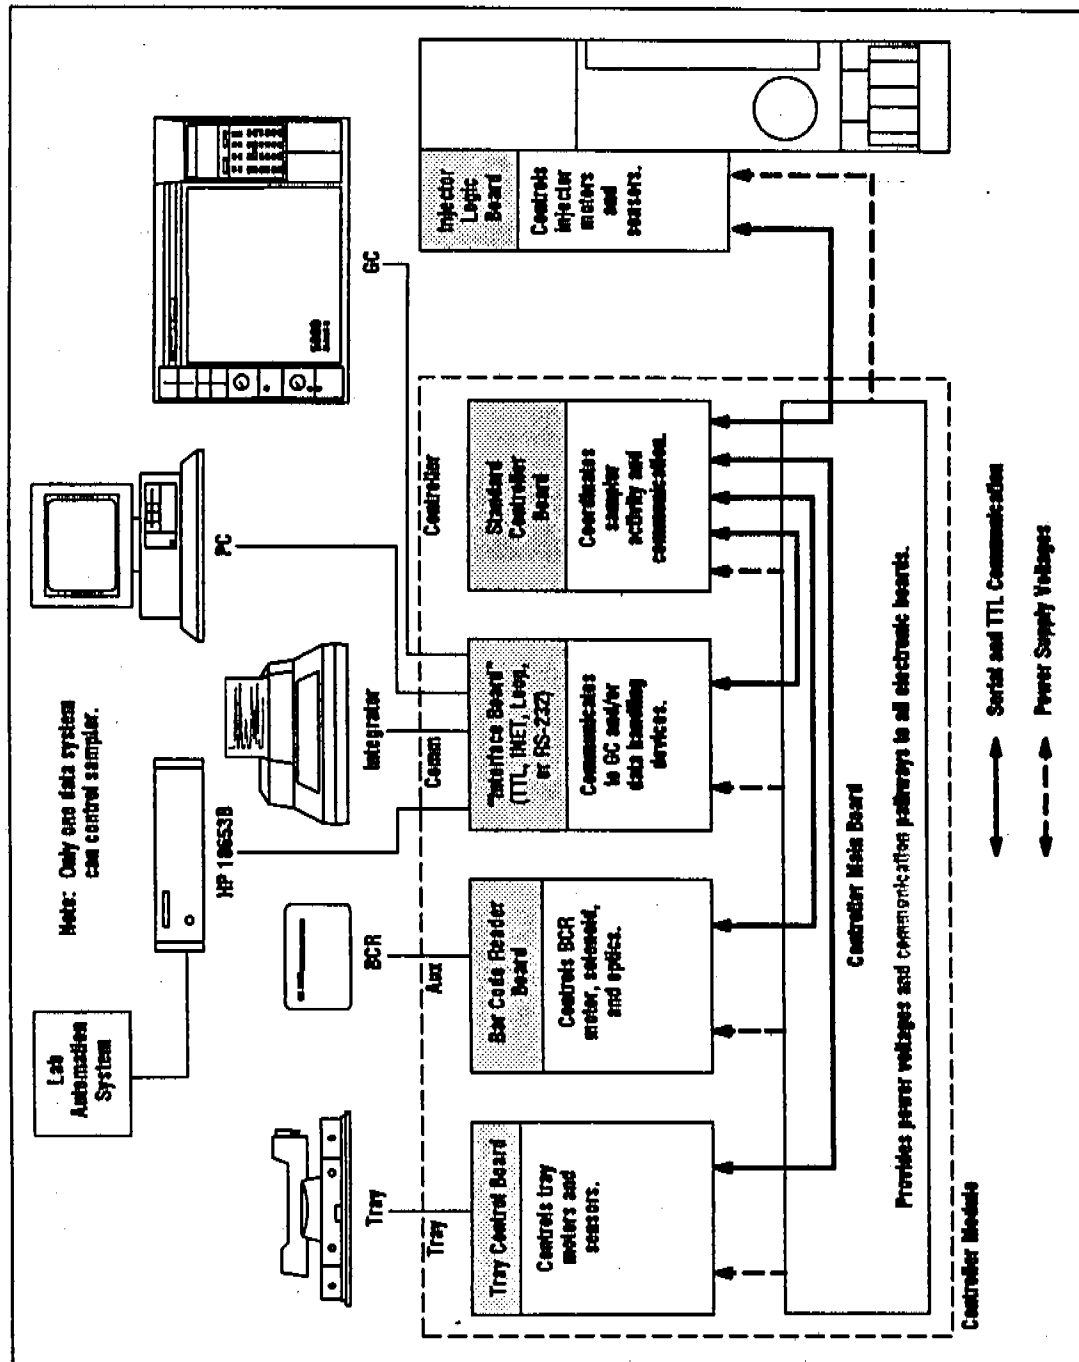 Note: Only one data system
can control sampler.
Lab
Automation
System
HP 18653B
Integrator
PC
GC
Tray
BCR
Tray
Aux
Comm
Controller
Tray Control Board
Controls tray
motors and
sensors.
Bar Code Reader
Board
Controls BCR
motor, solenoid,
and optics.
"Interface Board"
(TTL, INET, Loop,
or RS-232)
Communicates
to GC and/or
data handling
devices.
Standard
Controller
Board
Coordinates
sampler
activity and
communication.
Injector
Logic
Board
Controls
injector
motors
and
sensors.
Controller Main Board
Provides power voltages and communication pathways to all electronic boards.
Controller Module
Serial and TTL Communication
Power Supply Voltages